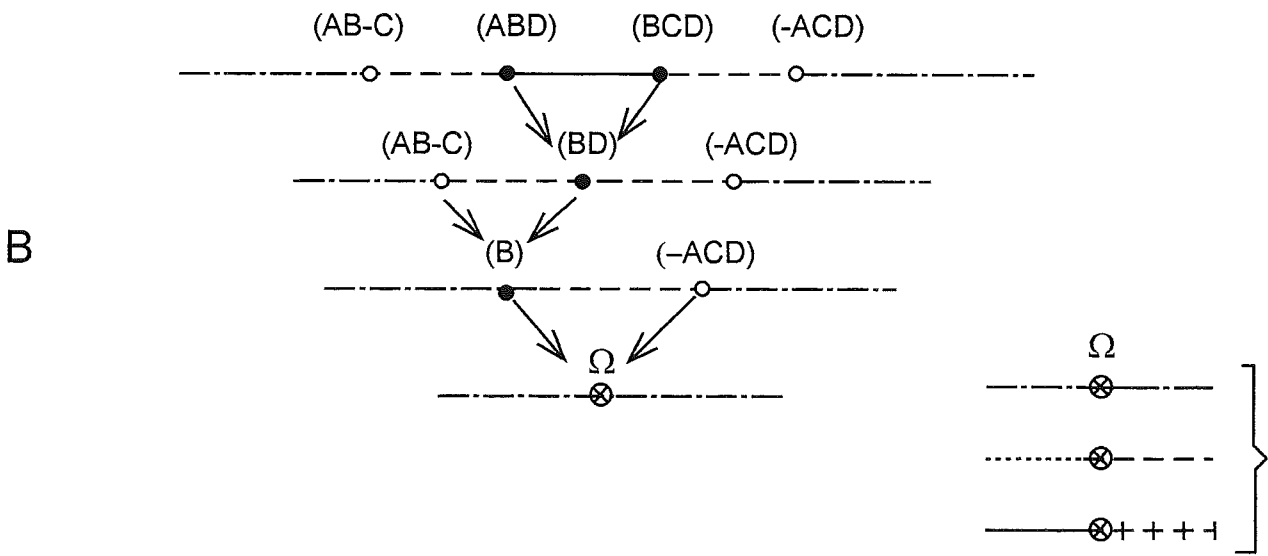 (AB-C) (ABD) (BCD) (-ACD)
(AB-C) (BD) (-ACD)
B
(B) (–ACD)
Ω
Ω